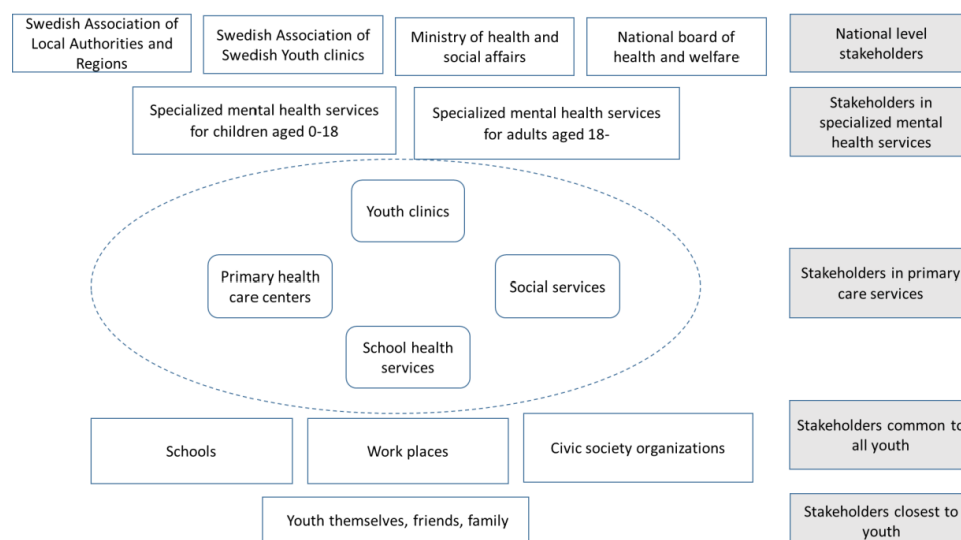 Swedish Association of
Local Authorities and
Regions
Swedish Association of
Swedish Youth clinics
Ministry of health and
social affairs
National board of
health and welfare
National level
stakeholders
Specialized mental health services
for children aged 0-18
Specialized mental health services
for adults aged 18-
Stakeholders in
specialized mental
health services
Youth clinics
Primary health
care centers
Social services
School health
services
Stakeholders in primary
care services
Schools
Work places
Civic society organizations
Stakeholders common to
all youth
Youth themselves, friends, family
Stakeholders closest to
youth